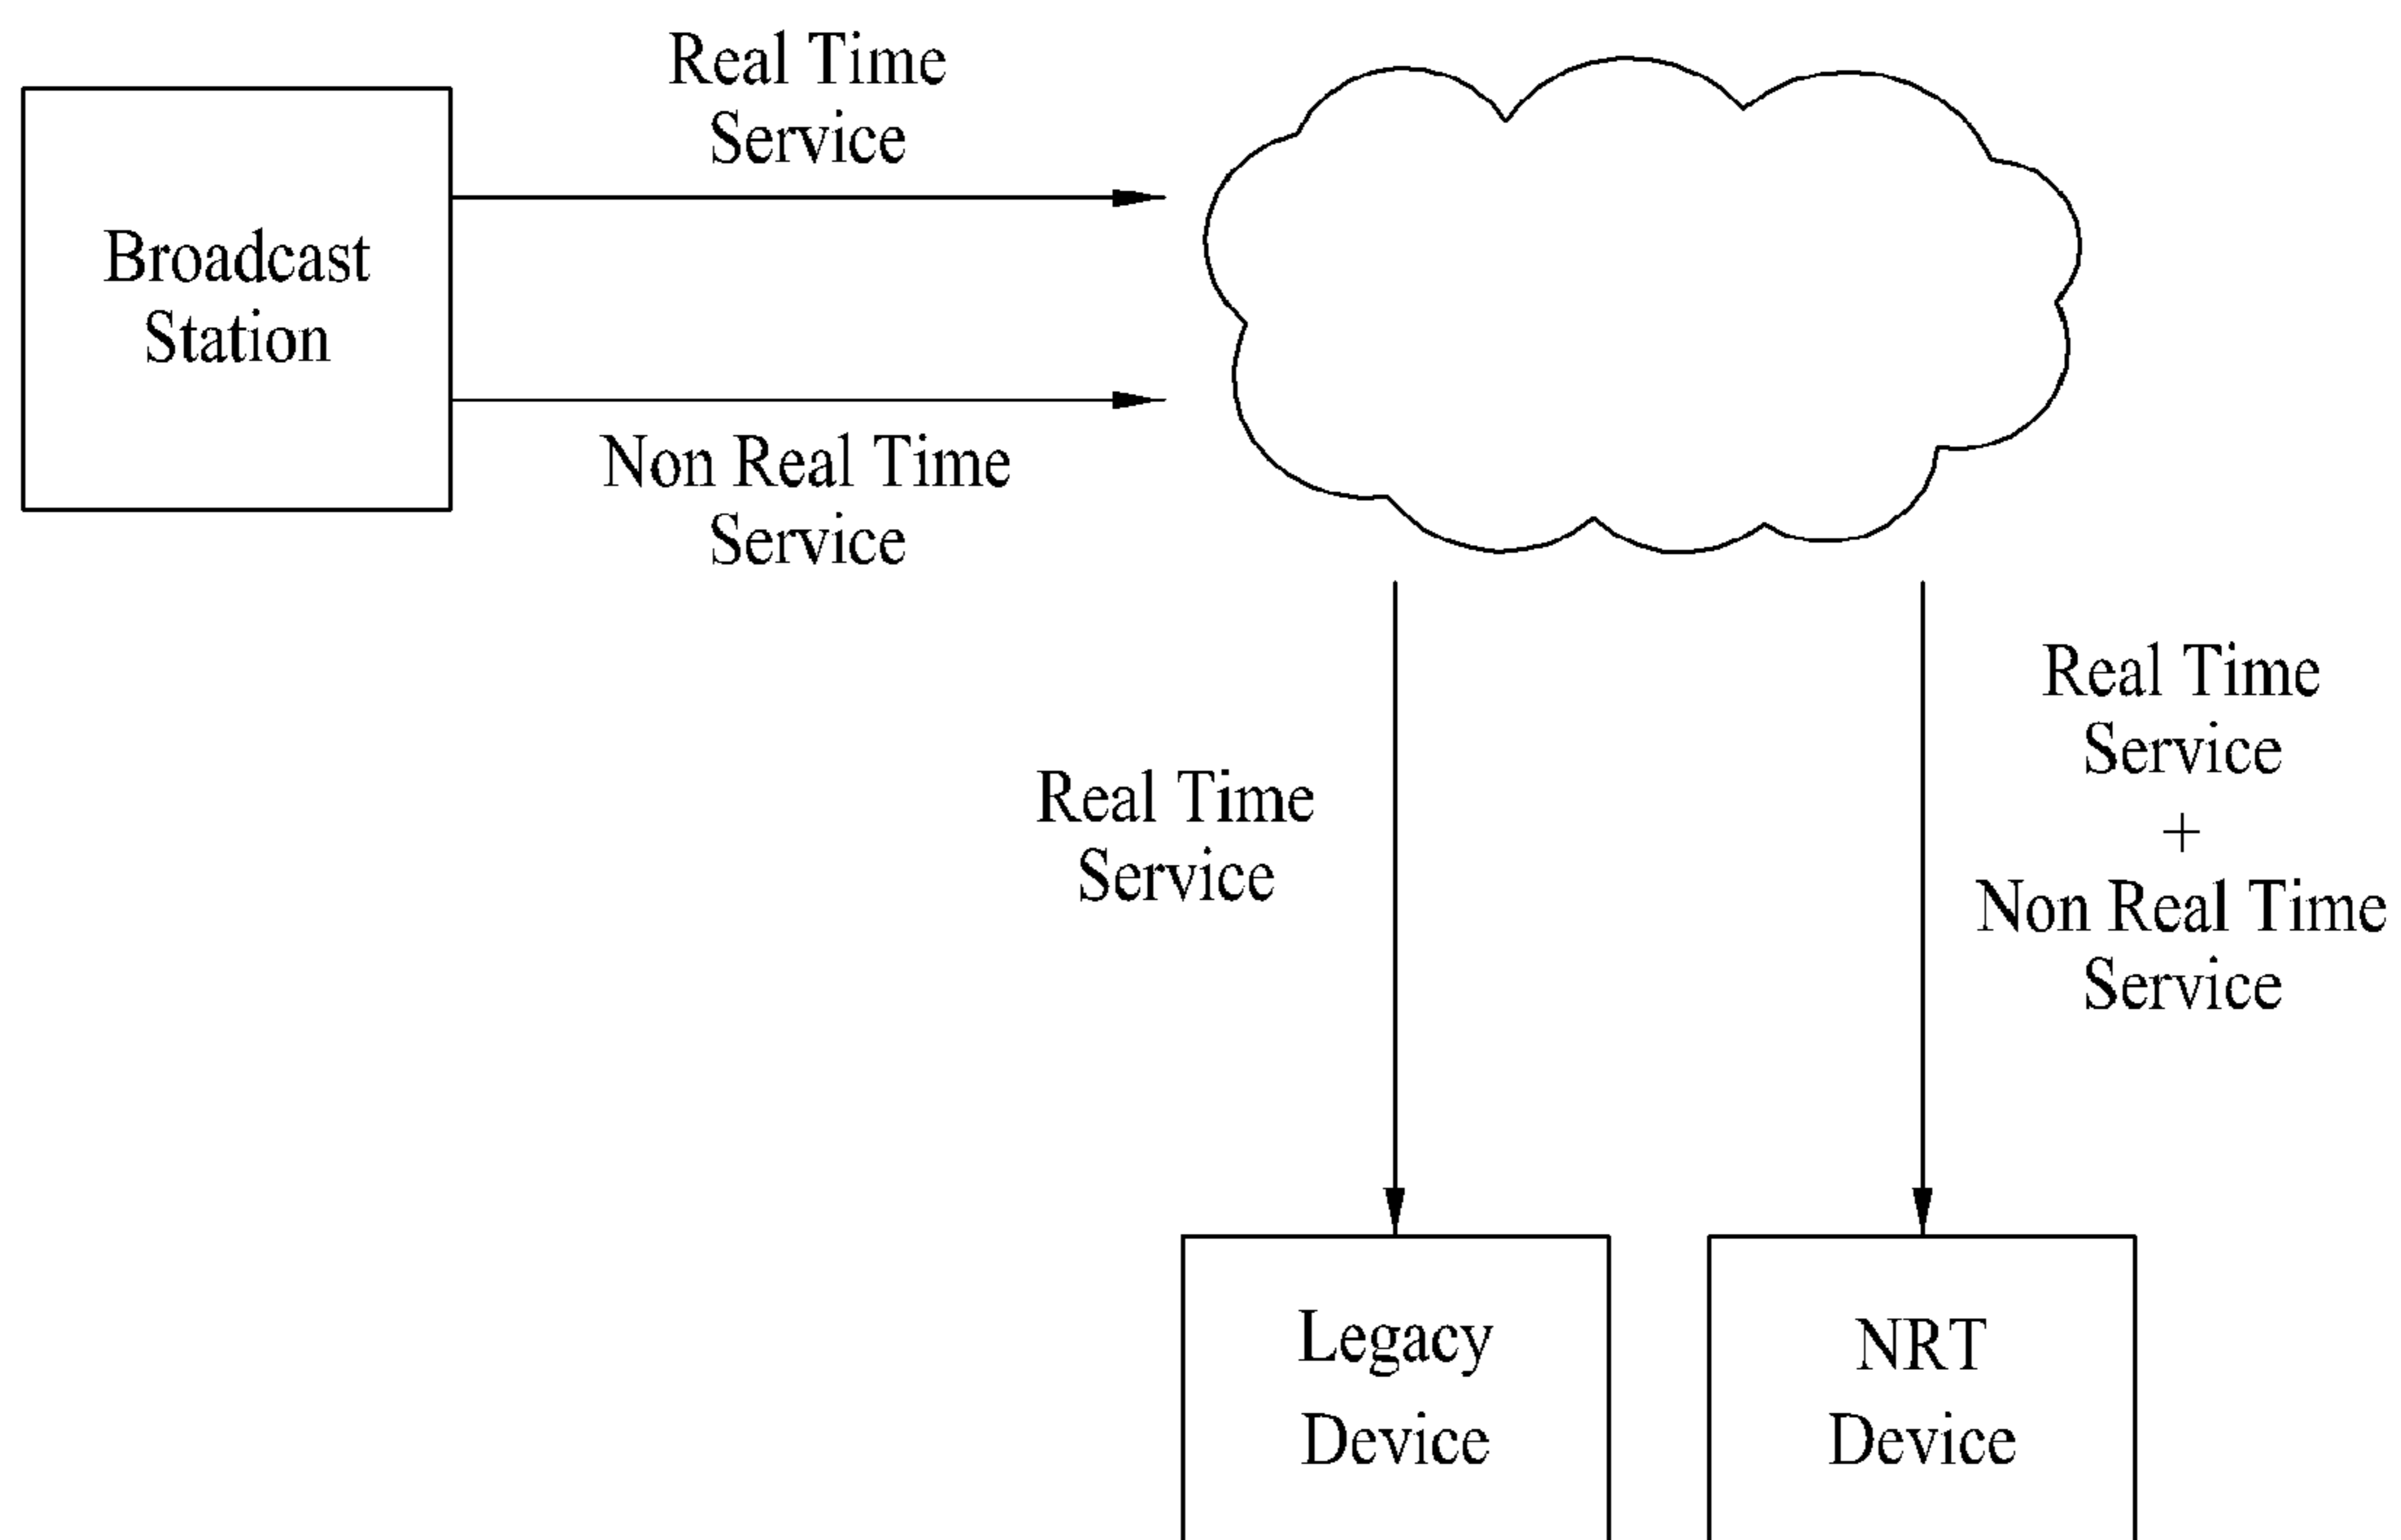 Real Time
Service
Broadcast
Station
Non Real Time
Service
Real Time
Service
Real Time
Service
+
Non Real Time
Service
Legacy
Device
NRT
Device